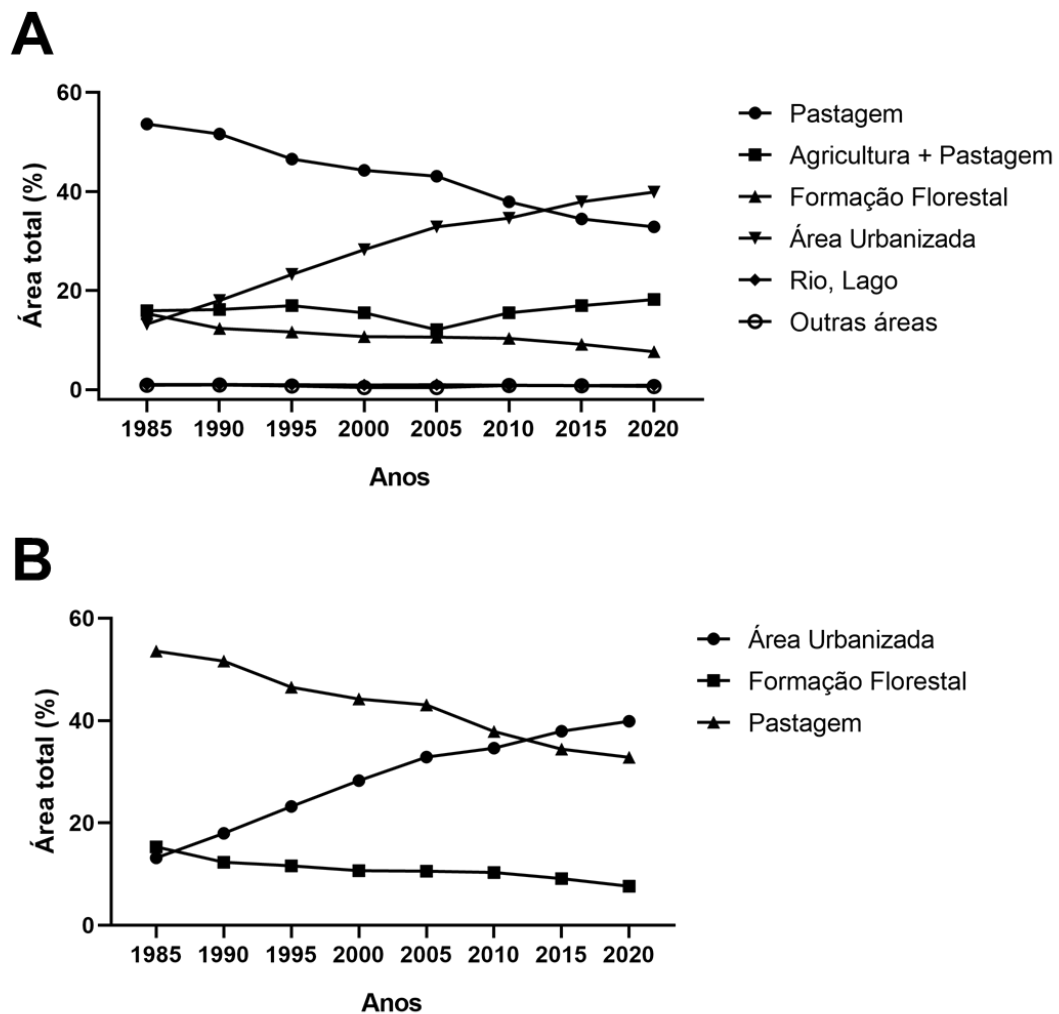 A
60
40
20
0
Área total (%)
1985 1990 1995 2000 2005 2010 2015 2020
Anos
Pastagem
Agricultura + Pastagem
Formação Florestal
Área Urbanizada
Rio, Lago
Outras áreas
B
60
40
20
0
Área total (%)
1985 1990 1995 2000 2005 2010 2015 2020
Anos
Área Urbanizada
Formação Florestal
Pastagem